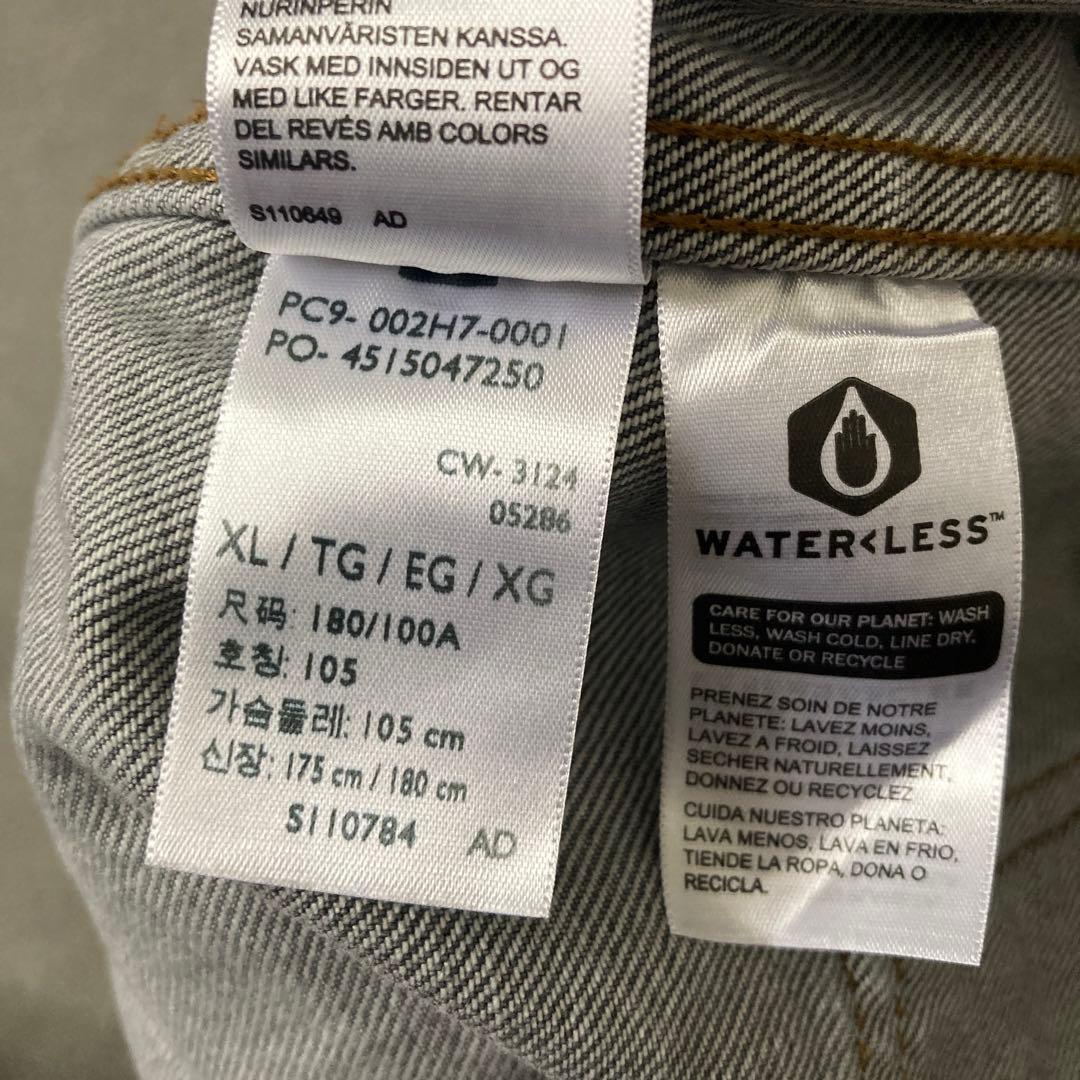 NURINPERIN
SAMANVÄRISTEN KANSSA.
VASK MED INNSIDEN UT OG
MED LIKE FARGER. RENTAR
DEL REVÉS AMB COLORS
SIMILARS.
S110649 AD
PC9- 002H7-0001
PO- 4515047250
CW- 3124
05286
XL / TG / EG / XG
尺码: 180/100A
호칭: 105
가슴둘레: 105 cm
신장: 175 cm / 180 cm
S110784 AD
WATER<LESS™
CARE FOR OUR PLANET: WASH
LESS, WASH COLD, LINE DRY.
DONATE OR RECYCLE
PRENEZ SOIN DE NOTRE
PLANETE: LAVEZ MOINS,
LAVEZ A FROID, LAISSEZ
SECHER NATURELLEMENT,
DONNEZ OU RECYCLEZ
CUIDA NUESTRO PLANETA:
LAVA MENOS, LAVA EN FRIO,
TIENDE LA ROPA, DONA O
RECICLA.